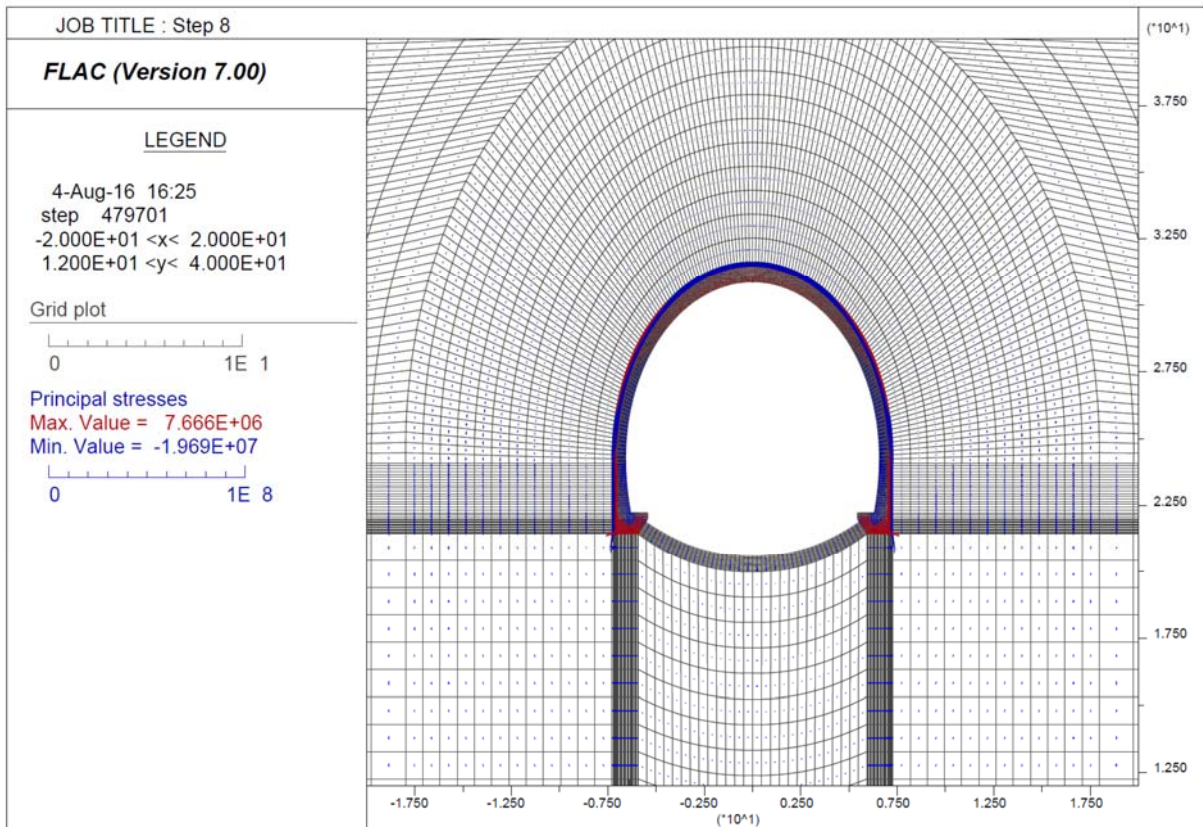 JOB TITLE : Step 8
(*10^1)
FLAC (Version 7.00)
LEGEND
4-Aug-16 16:25
step 479701
-2.000E+01 <x< 2.000E+01
1.200E+01 <y< 4.000E+01
Grid plot
0 1E 1
Principal stresses
Max. Value = 7.666E+06
Min. Value = -1.969E+07
0 1E 8
3.750
3.250
2.750
2.250
1.750
1.250
-1.750 -1.250 -0.750 -0.250 0.250 0.750 1.250 1.750
(*10^1)